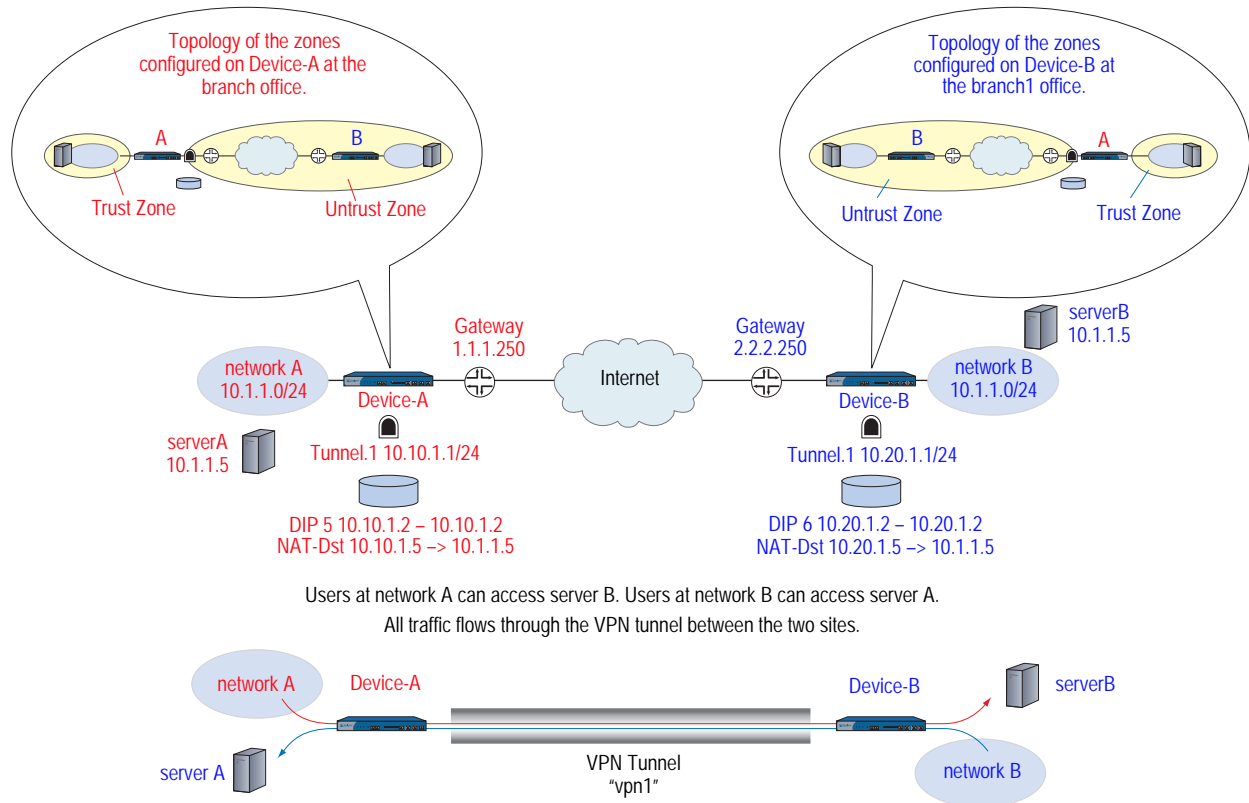 Topology of the zones
configured on Device-A at the
branch office.
A
B
Trust Zone
Untrust Zone
Topology of the zones
configured on Device-B at
the branch1 office.
B
A
Untrust Zone
Trust Zone
network A
10.1.1.0/24
serverA
10.1.1.5
Device-A
Tunnel.1 10.10.1.1/24
DIP 5 10.10.1.2 – 10.10.1.2
NAT-Dst 10.10.1.5 –> 10.1.1.5
Gateway
1.1.1.250
Internet
Gateway
2.2.2.250
Device-B
Tunnel.1 10.20.1.1/24
DIP 6 10.20.1.2 – 10.20.1.2
NAT-Dst 10.20.1.5 –> 10.1.1.5
serverB
10.1.1.5
network B
10.1.1.0/24
Users at network A can access server B. Users at network B can access server A.
All traffic flows through the VPN tunnel between the two sites.
network A
Device-A
Device-B
serverB
server A
VPN Tunnel
“vpn1”
network B